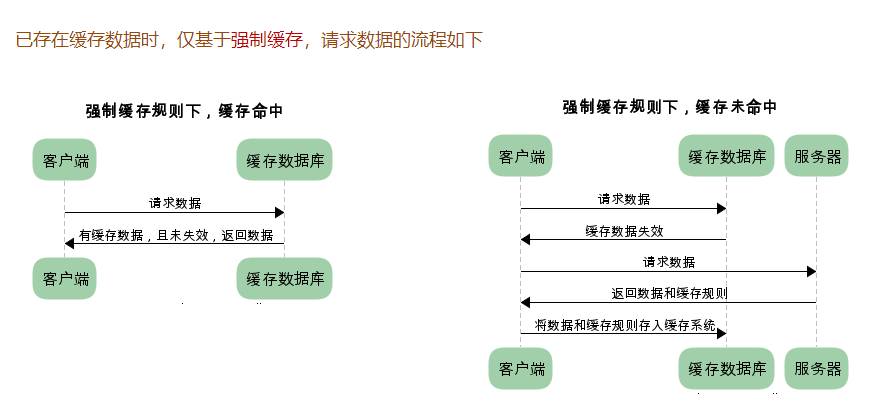 已存在缓存数据时，仅基于强制缓存，请求数据的流程如下
强制缓存规则下，缓存命中
客户端
缓存数据库
请求数据
有缓存数据，且未失效，返回数据
客户端
缓存数据库
强制缓存规则下，缓存未命中
客户端
缓存数据库
服务器
请求数据
缓存数据失效
请求数据
返回数据和缓存规则
将数据和缓存规则存入缓存系统
客户端
缓存数据库
服务器